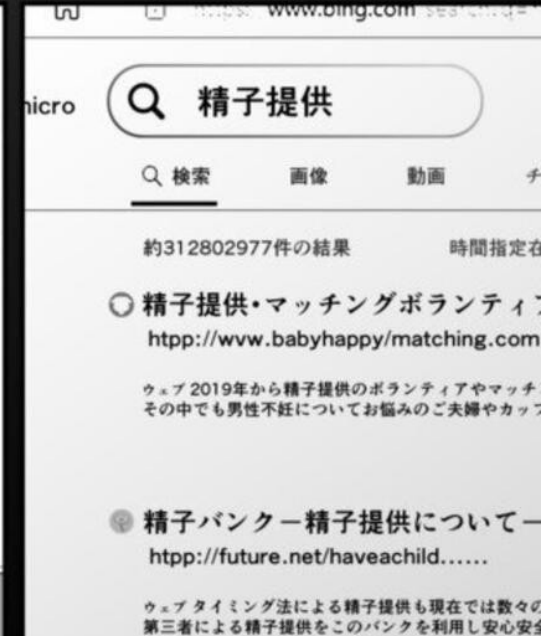 www.bing.com
micro
精子提供
検索 画像 動画 チ
約312802977件の結果 時間指定
精子提供・マッチングボランティア
htpp://wvw.babyhappy/matching.com
ウェブ 2019年から精子提供のボランティアやマッチ
その中でも男性不妊についてお悩みのご夫婦やカップ
精子バンクー精子提供についてー
htpp://future.net/haveachild......
ウェブ タイミング法による精子提供も現在では数々の
第三者による精子提供をこのバンクを利用し安心安全